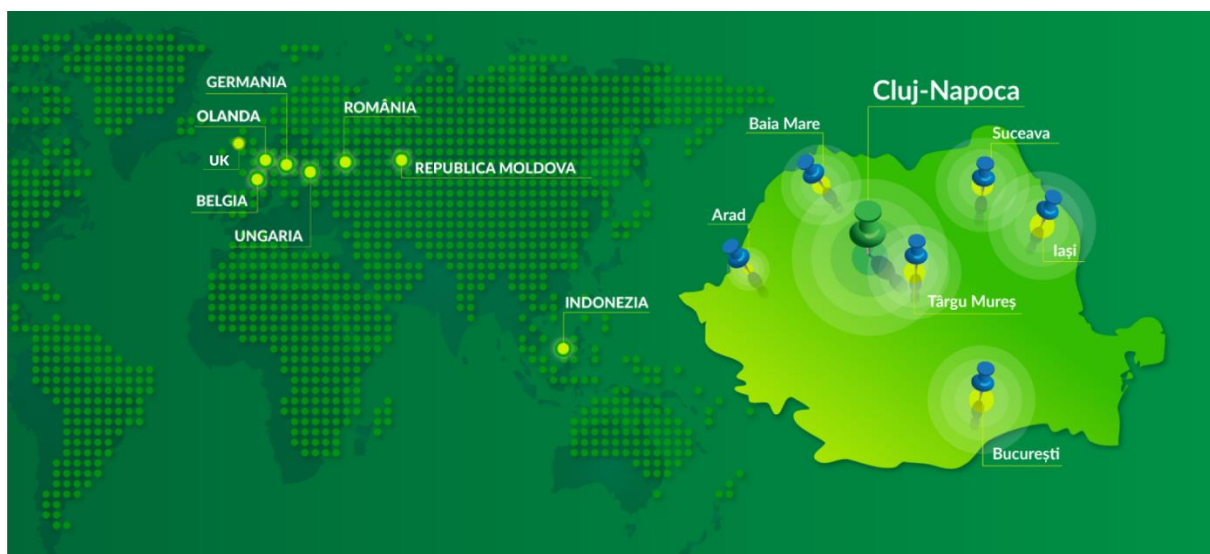 GERMANIA
OLANDA
ROMÂNIA
UK
REPUBLICA MOLDOVA
BELGIA
UNGARIA
INDONEZIA
Cluj-Napoca
Baia Mare
Suceava
Arad
Iași
Târgu Mureș
București